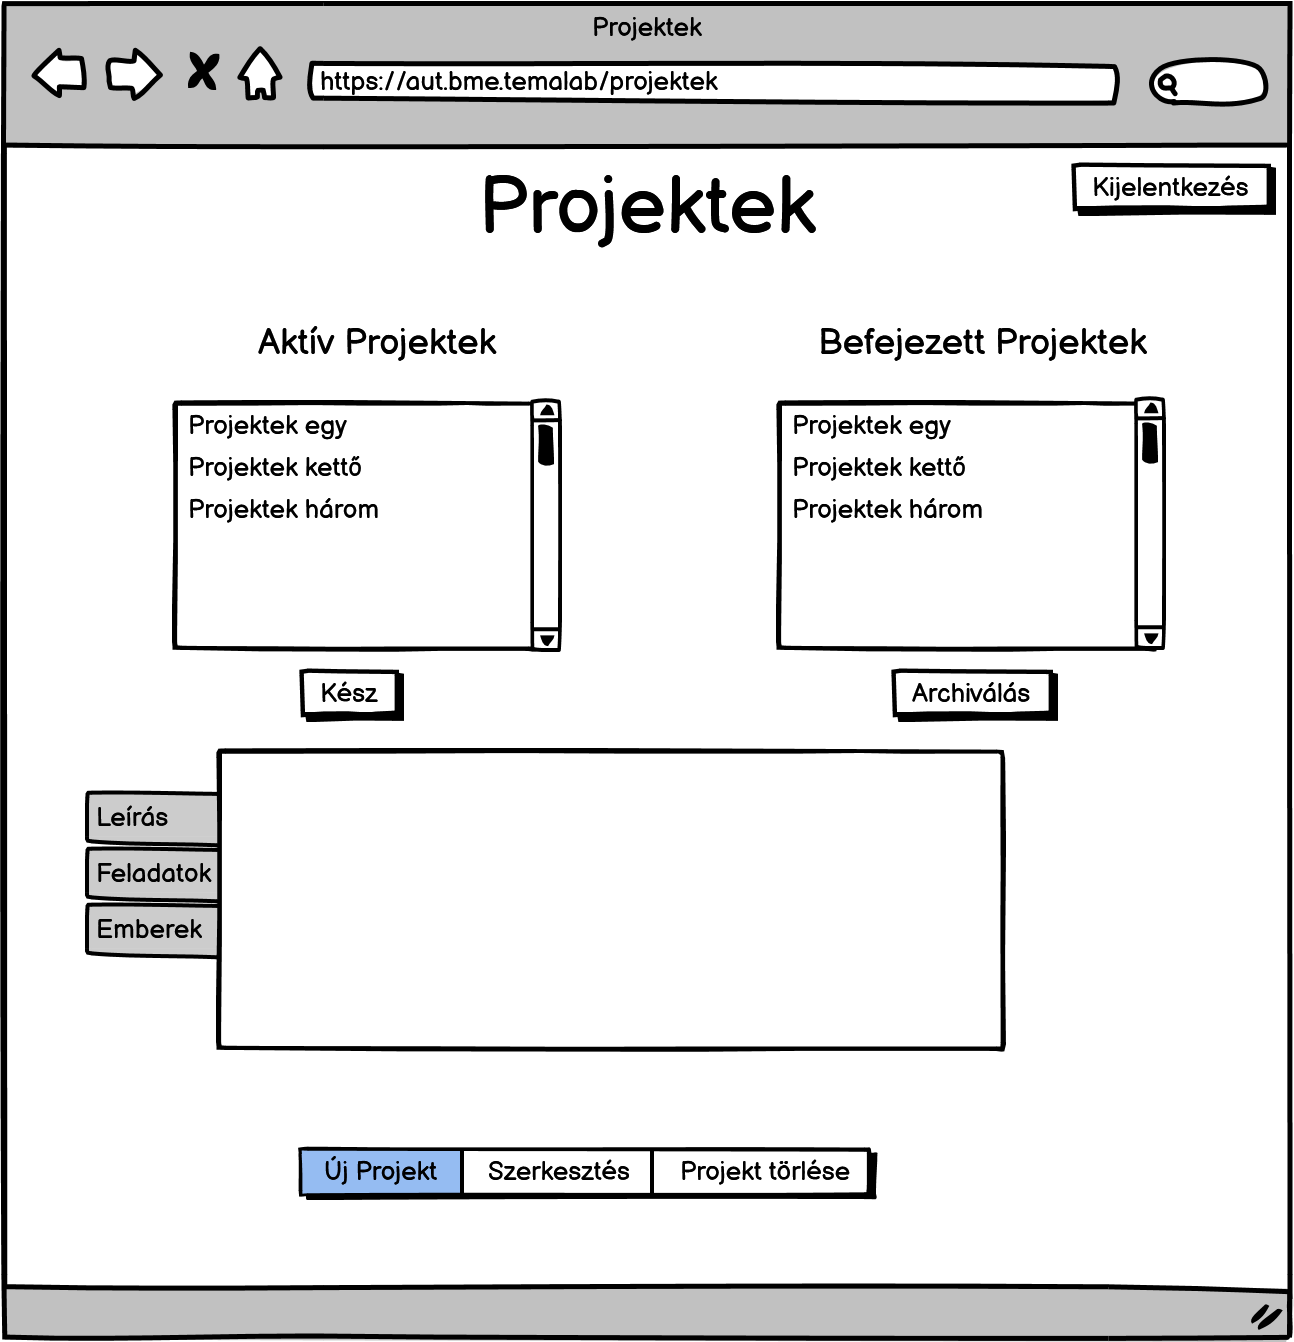 Projektek
https://aut.bme.temalab/projektek
Projektek
Kijelentkezés
Aktív Projektek
Projektek egy
Projektek kettő
Projektek három
Kész
Befejezett Projektek
Projektek egy
Projektek kettő
Projektek három
Archiválás
Leírás
Feladatok
Emberek
Új Projekt
Szerkesztés
Projekt törlése